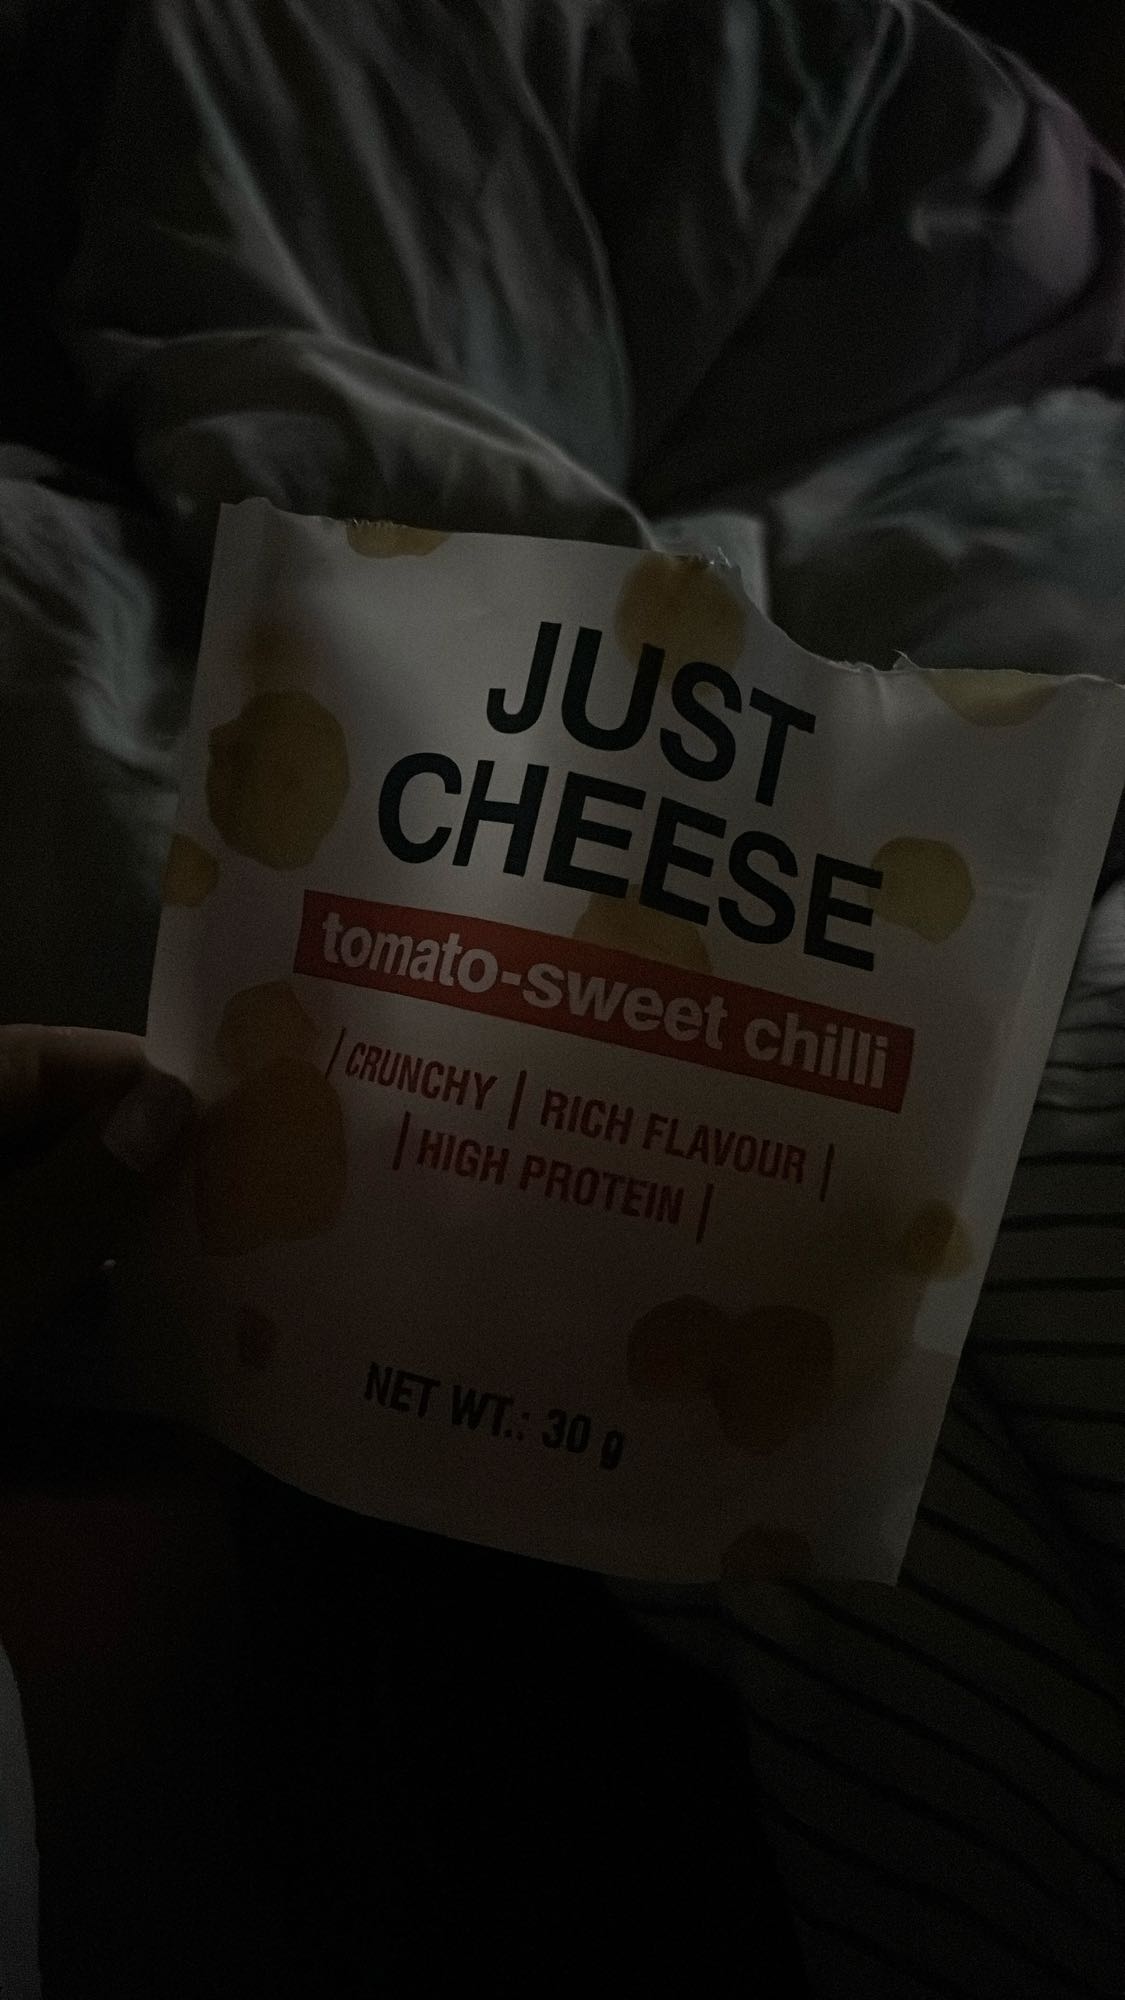 JUST
CHEESE
tomato-sweet chilli
| CRUNCHY | RICH FLAVOUR |
| HIGH PROTEIN |
NET WT.: 30 g